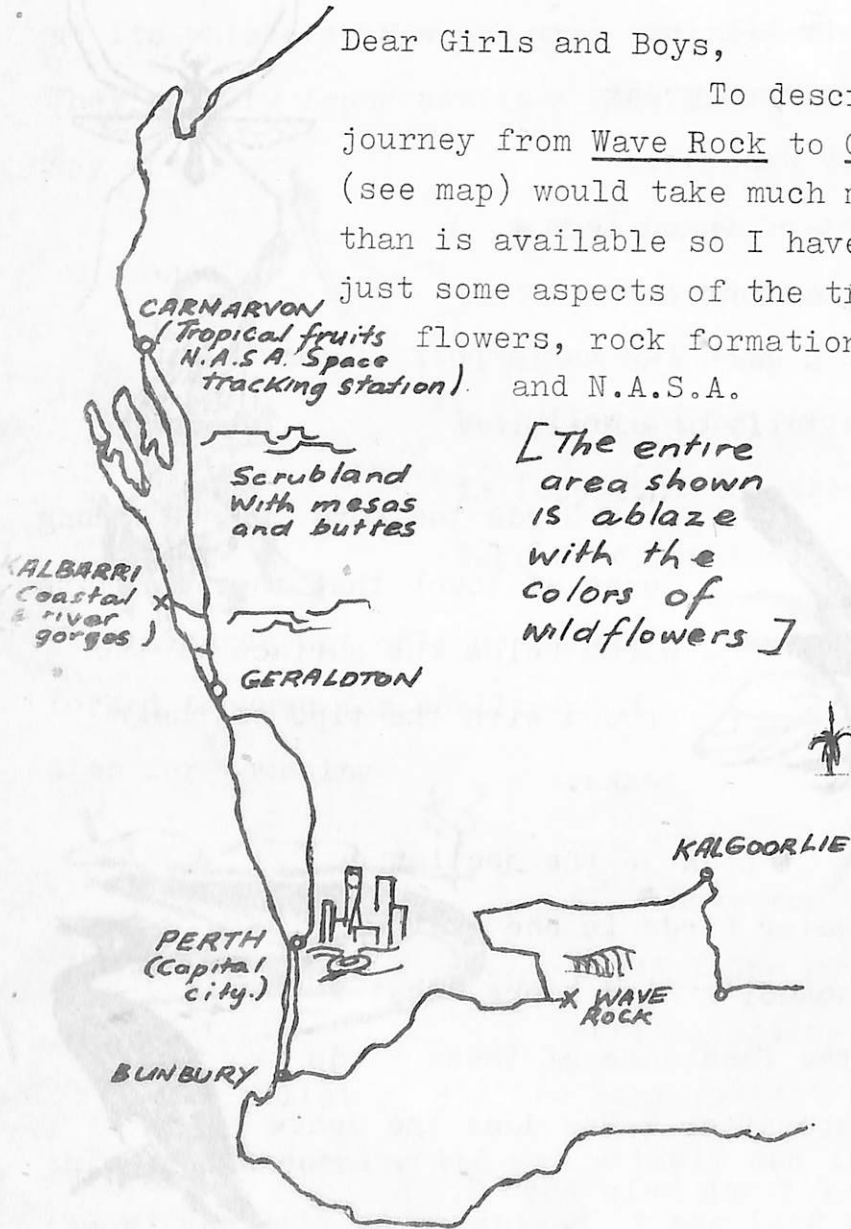 Dear Girls and Boys,
To desc
journey from Wave Rock to
(see map) would take much
than is available so I have
just some aspects of the
flowers, rock formation
and N.A.S.A.
CARNARVON
(Tropical fruits
N.A.S.A. Space
tracking station)
[The entire
area shown
is ablaze
with the
colors of
wildflowers]
Scrubland
with mesas
and buttes
KALBARRI
(Coastal
& river
gorges)
GERALDTON
KALGOORLIE
PERTH
(Capital
city.)
WAVE
ROCK
BUNBURY